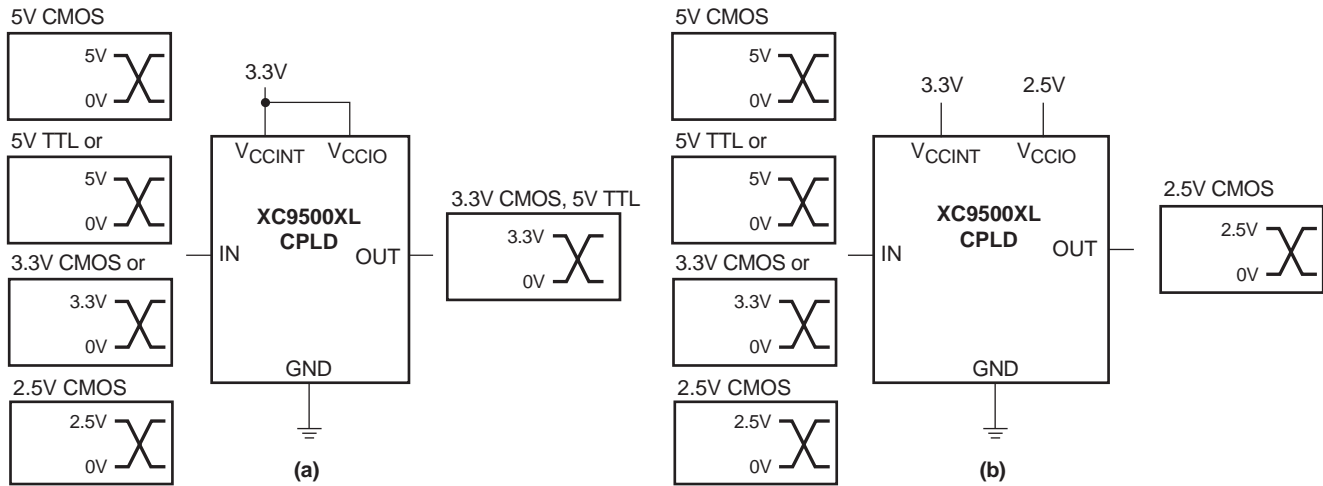 5V CMOS
5V
0V
5V TTL or
5V
0V
3.3V CMOS or
3.3V
0V
2.5V CMOS
2.5V
0V
3.3V
VCCINT VCCIO
XC9500XL
CPLD
IN
OUT
GND
3.3V CMOS, 5V TTL
3.3V
0V
(a)
5V CMOS
5V
0V
5V TTL or
5V
0V
3.3V CMOS or
3.3V
0V
2.5V CMOS
2.5V
0V
3.3V 2.5V
VCCINT VCCIO
XC9500XL
CPLD
IN
OUT
GND
2.5V CMOS
2.5V
0V
(b)